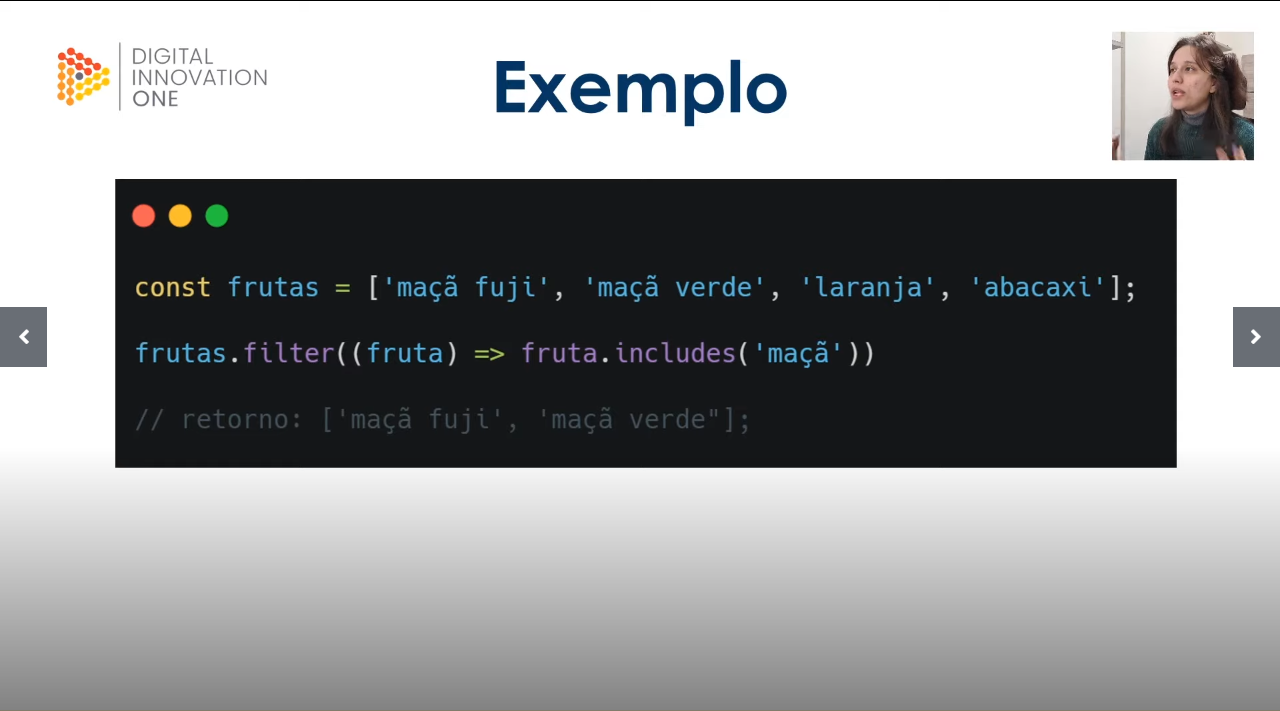 DIGITAL
INNOVATION
ONE
Exemplo
const frutas = ['maçã fuji', 'maçã verde', 'laranja', 'abacaxi'];
frutas.filter((fruta) => fruta.includes('maçã'))
// retorno: ['maçã fuji', 'maçã verde"];